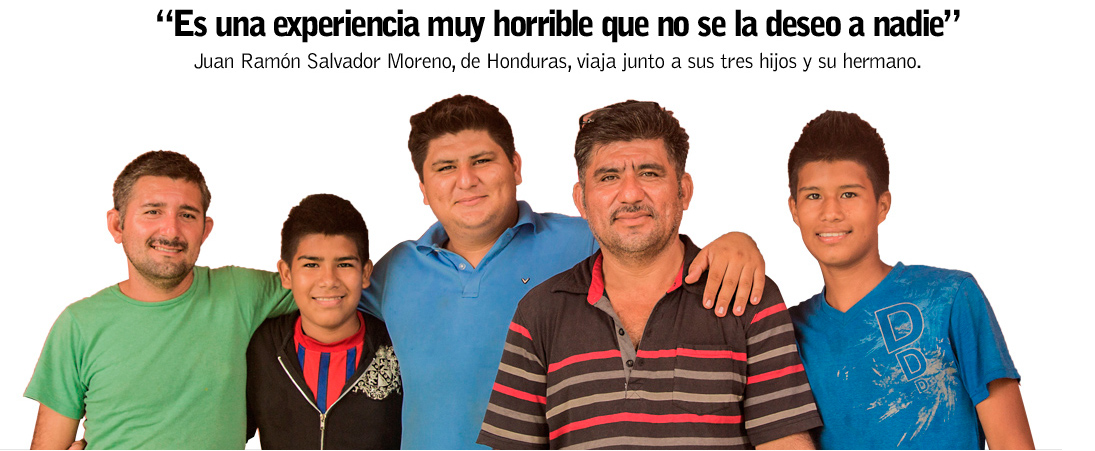 “Es una experiencia muy horrible que no se la deseo a nadie”
Juan Ramón Salvador Moreno, de Honduras, viaja junto a sus tres hijos y su hermano.
D
D
D